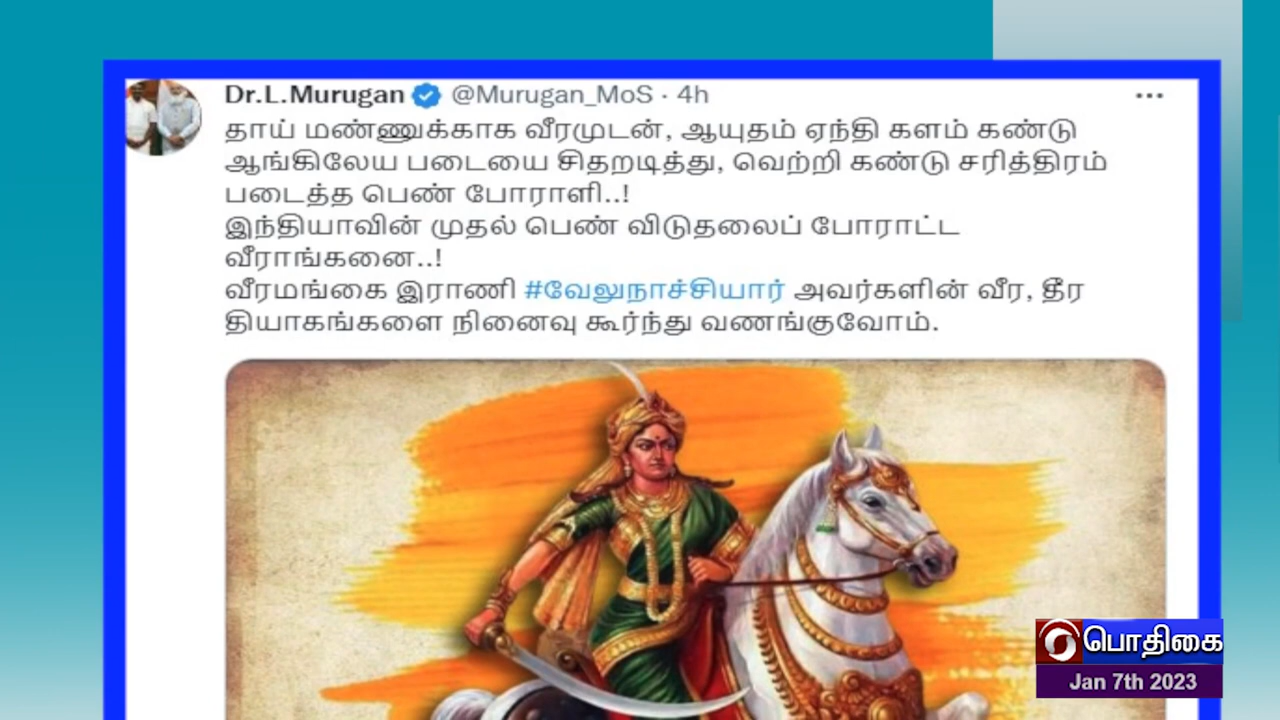 Dr.L.Murugan @Murugan_MoS · 4h
தாய் மண்ணுக்காக வீரமுடன், ஆயுதம் ஏந்தி களம் கண்டு
ஆங்கிலேய படையை சிதறடித்து, வெற்றி கண்டு சரித்திரம்
படைத்த பெண் போராளி..!
இந்தியாவின் முதல் பெண் விடுதலைப் போராட்ட
வீராங்கனை..!
வீரமங்கை இராணி #வேலுநாச்சியார் அவர்களின் வீர, தீர
தியாகங்களை நினைவு கூர்ந்து வணங்குவோம்.
பொதிகை
Jan 7th 2023